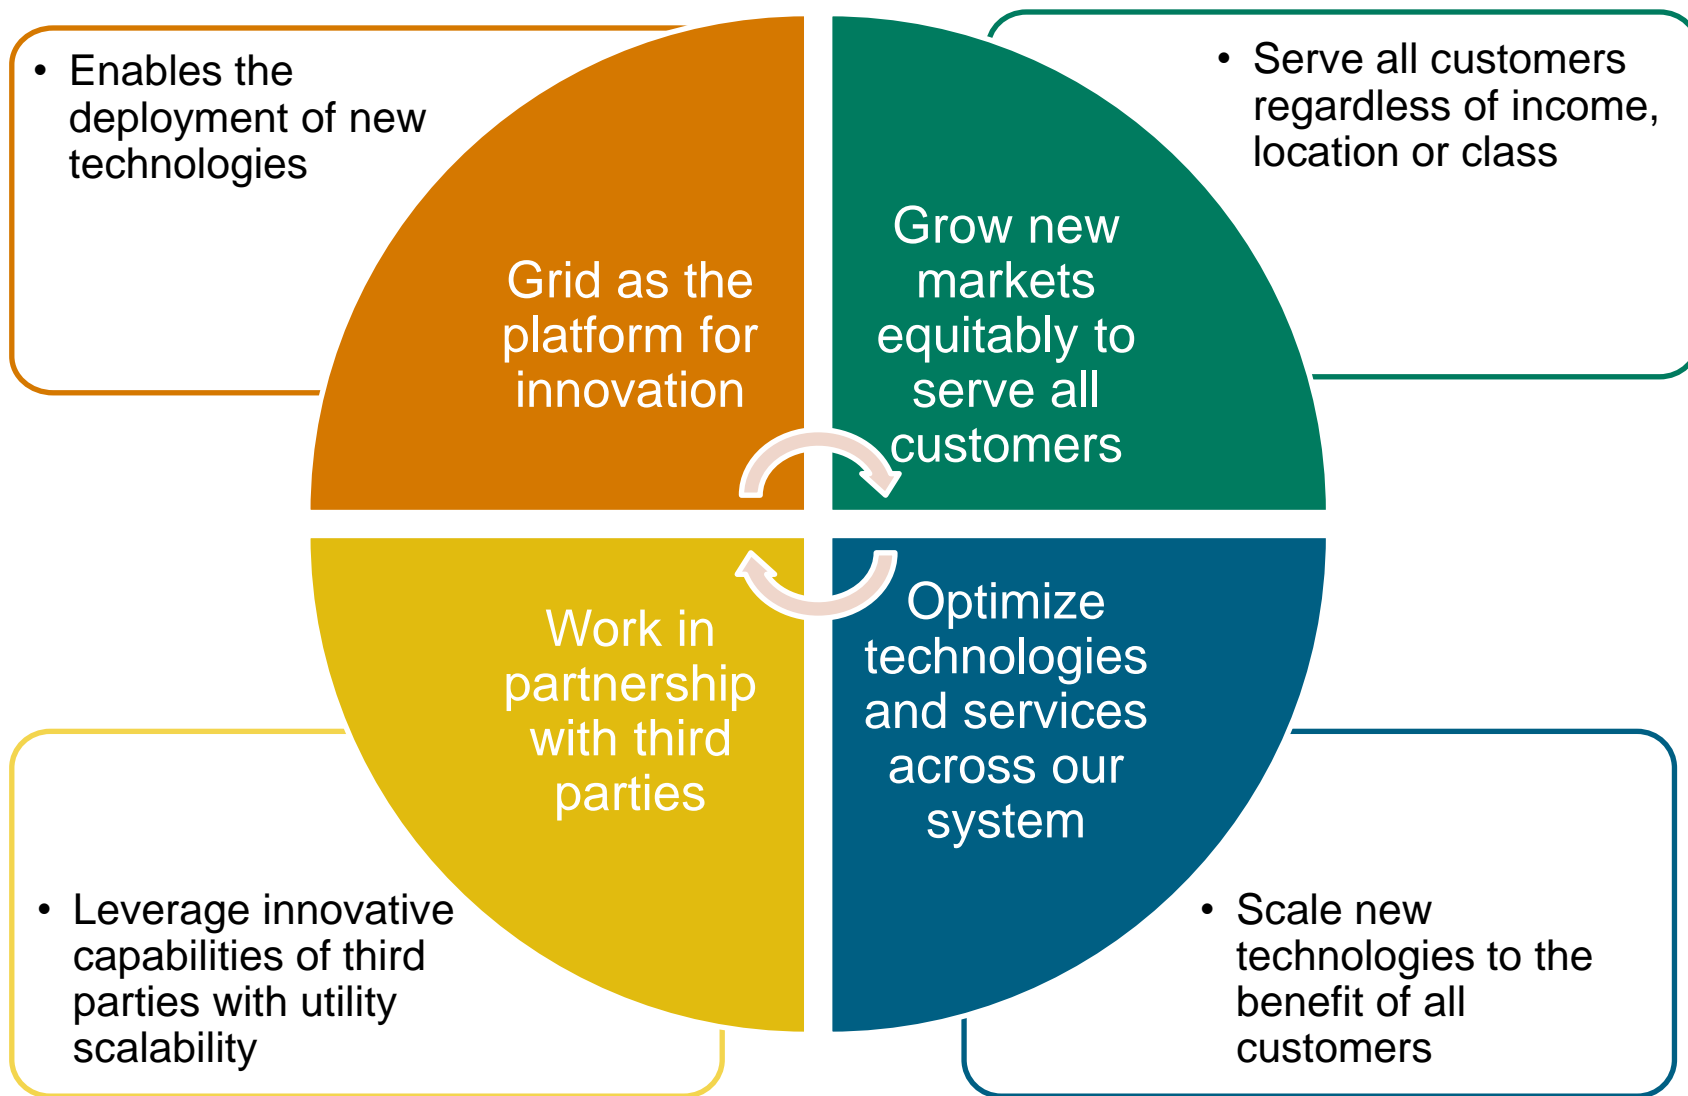 • Enables the
deployment of new
technologies
• Serve all customers
regardless of income,
location or class
Grid as the
platform for
innovation
Grow new
markets
equitably to
serve all
customers
Work in
partnership
with third
parties
Optimize
technologies
and services
across our
system
• Leverage innovative
capabilities of third
parties with utility
scalability
• Scale new
technologies to the
benefit of all
customers